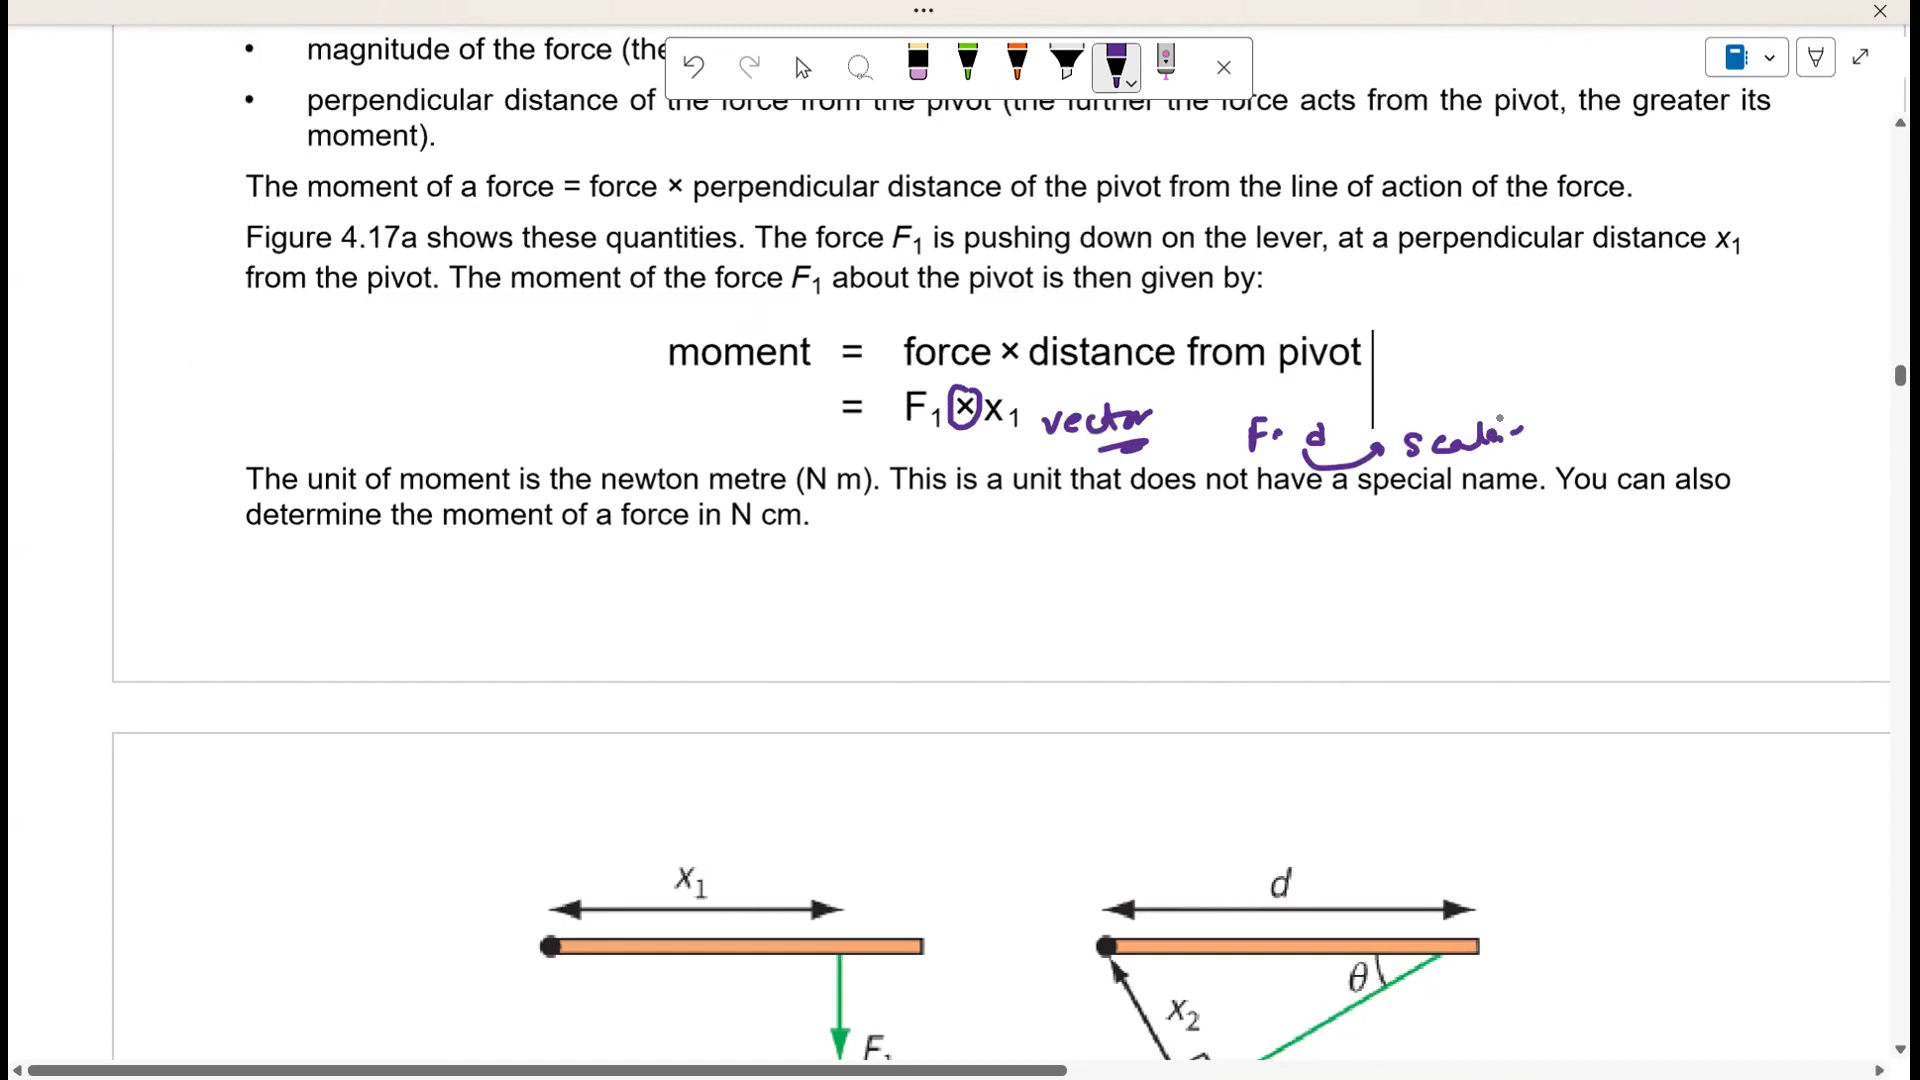 • magnitude of the force (the
• perpendicular distance of the force from the pivot (the further the force acts from the pivot, the greater its
moment).
The moment of a force = force × perpendicular distance of the pivot from the line of action of the force.
Figure 4.17a shows these quantities. The force F₁ is pushing down on the lever, at a perpendicular distance x₁
from the pivot. The moment of the force F₁ about the pivot is then given by:
moment = force × distance from pivot
= F₁ × x₁ vector F. d
The unit of moment is the newton metre (N m). This is a unit that does not have a special name. You can also
determine the moment of a force in N cm.
x₁ d
θ
x₂
F₁